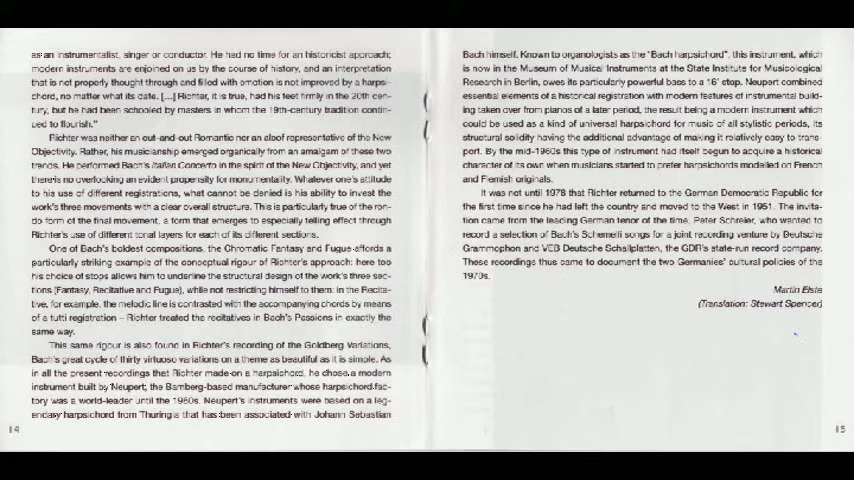 as an instrumentalist, singer or conductor. He had no time for an historicist approach;
modern instruments are enjoined on us by the course of history, and an interpretation
that is not properly thought through and filled with emotion is not improved by a harpsi-
chord, no matter what its date. […] Richter, it is true, had his feet firmly in the 20th cen-
tury, but he had been schooled by masters in whom the 19th-century tradition contin-
ued to flourish."
Richter was neither an out-and-out Romantic nor an aloof representative of the New
Objectivity. Rather, his musicianship emerged organically from an amalgam of these two
trends. He performed Bach's Italian Concerto in the spirit of the New Objectivity, and yet
there is no overlooking an evident propensity for monumentality. Whatever one's attitude
to his use of different registrations, what cannot be denied is his ability to invest the
work's three movements with a clear overall structure. This is particularly true of the ron-
do form of the final movement, a form that emerges to especially telling effect through
Richter's use of different tonal layers for each of its different sections.
One of Bach's boldest compositions, the Chromatic Fantasy and Fugue affords a
particularly striking example of the conceptual rigour of Richter's approach: here too
his choice of stops allows him to underline the structural design of the work's three sec-
tions (Fantasy, Recitative and Fugue), while not restricting himself to them: in the Recita-
tive, for example, the melodic line is contrasted with the accompanying chords by means
of a tutti registration – Richter treated the recitatives in Bach's Passions in exactly the
same way.
This same rigour is also found in Richter's recording of the Goldberg Variations,
Bach's great cycle of thirty virtuoso variations on a theme as beautiful as it is simple. As
in all the present recordings that Richter made on a harpsichord, he chose a modern
instrument built by Neupert, the Bamberg-based manufacturer whose harpsichord fac-
tory was a world-leader until the 1980s. Neupert's instruments were based on a leg-
endary harpsichord from Thuringia that has been associated with Johann Sebastian
14
Bach himself. Known to organologists as the "Bach harpsichord", this instrument, which
is now in the Museum of Musical Instruments at the State Institute for Musicological
Research in Berlin, owes its particularly powerful bass to a 16' stop. Neupert combined
essential elements of a historical registration with modern features of instrumental build-
ing taken over from pianos of a later period, the result being a modern instrument which
could be used as a kind of universal harpsichord for music of all stylistic periods, its
structural solidity having the additional advantage of making it relatively easy to trans-
port. By the mid-1960s this type of instrument had itself begun to acquire a historical
character of its own when musicians started to prefer harpsichords modelled on French
and Flemish originals.
It was not until 1978 that Richter returned to the German Democratic Republic for
the first time since he had left the country and moved to the West in 1951. The invita-
tion came from the leading German tenor of the time, Peter Schreier, who wanted to
record a selection of Bach's Schemelli songs for a joint recording venture by Deutsche
Grammophon and VEB Deutsche Schallplatten, the GDR's state-run record company.
These recordings thus came to document the two Germanies' cultural policies of the
1970s.
Martin Elste
(Translation: Stewart Spencer)
15